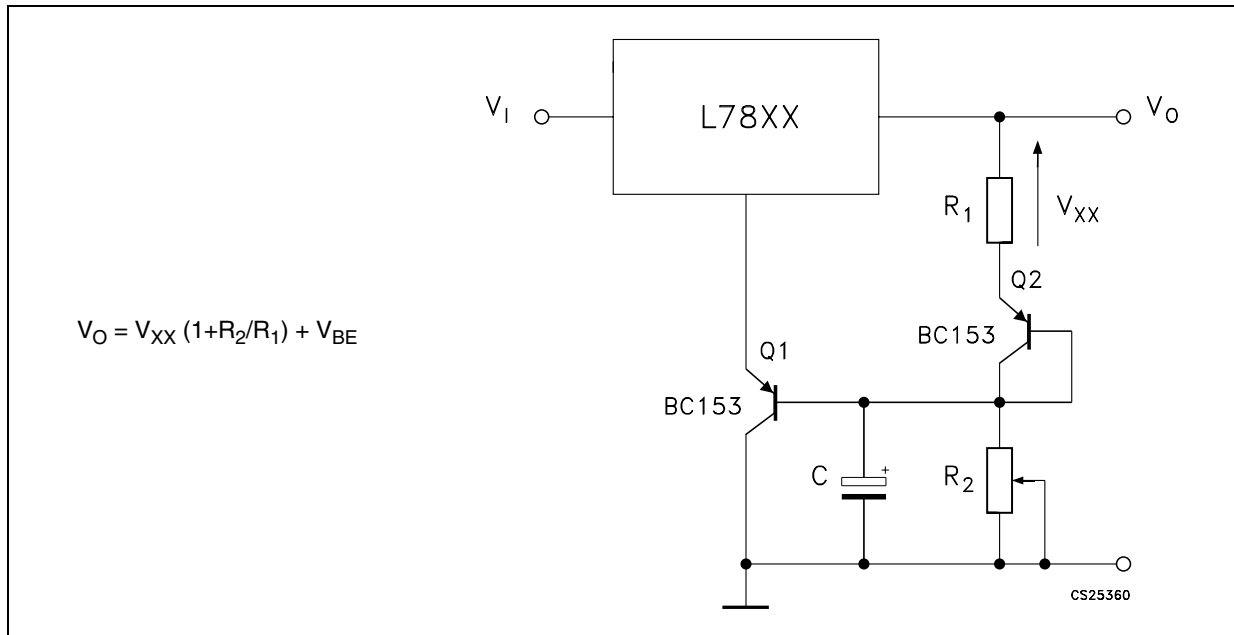 L78XX
V_I
V_O
R_1
V_XX
Q2
BC153
V_O = V_XX (1+R_2/R_1) + V_BE
Q1
BC153
C
+
R_2
CS25360